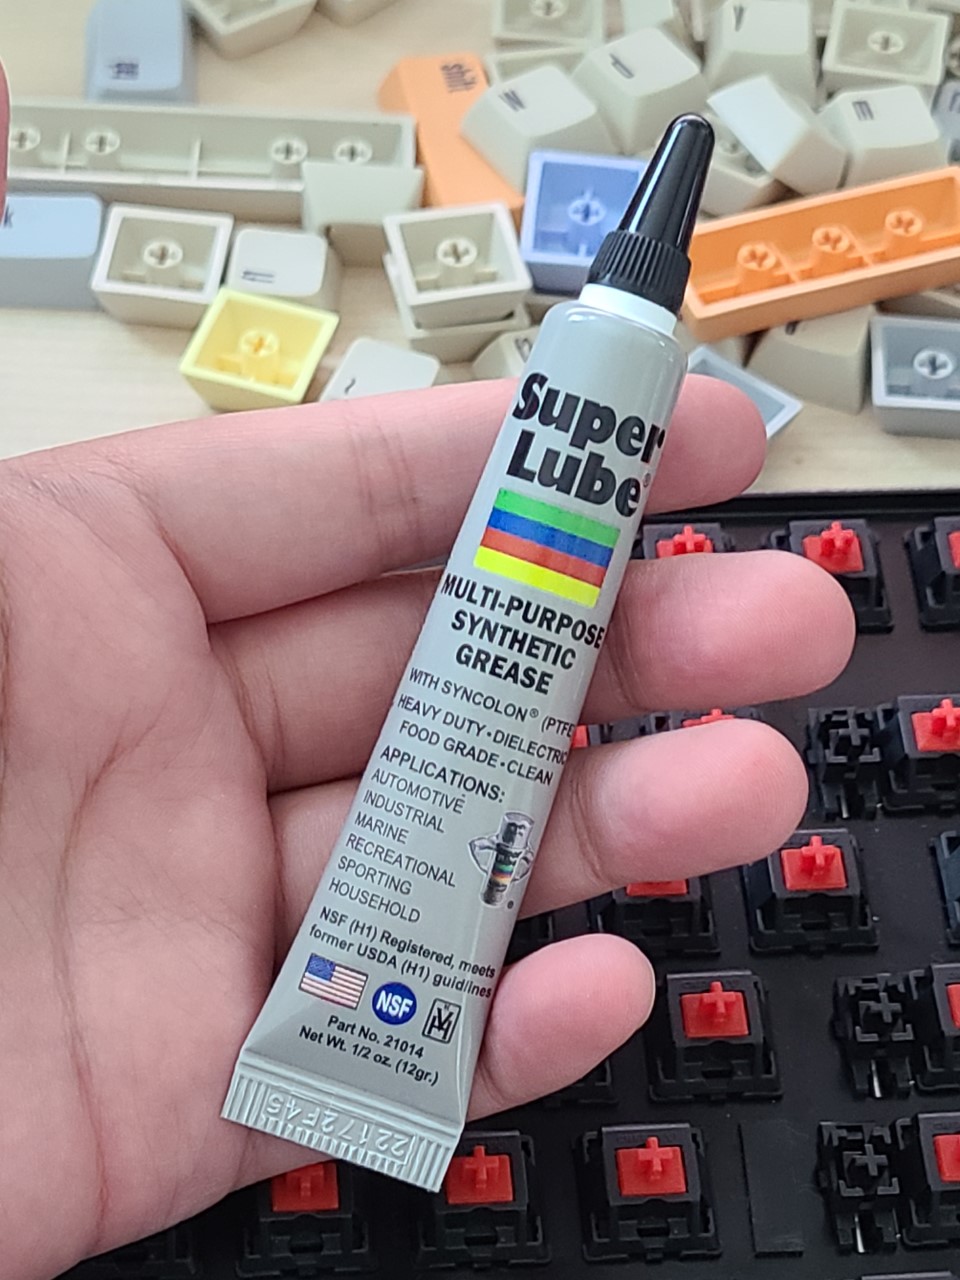 shift
W
E
k
Super
Lube®
MULTI-PURPOSE
SYNTHETIC
GREASE
WITH SYNCOLON® (PTFE
HEAVY DUTY•DIELECTRIC
FOOD GRADE•CLEAN
APPLICATIONS:
AUTOMOTIVE
INDUSTRIAL
MARINE
RECREATIONAL
SPORTING
HOUSEHOLD
NSF (H1) Registered, meets
former USDA (H1) guidlines
NSF
Part No. 21014
Net Wt. 1/2 oz. (12gr.)
22172F45